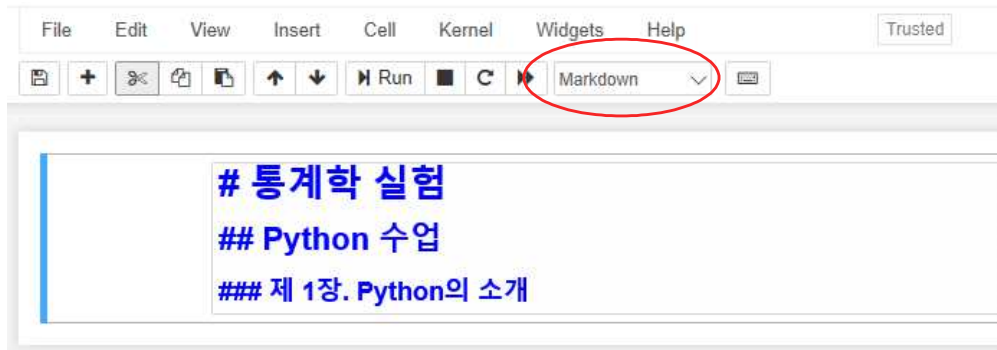 File Edit View Insert Cell Kernel Widgets Help Trusted
Run Markdown
# 통계학 실험
## Python 수업
### 제 1장. Python의 소개